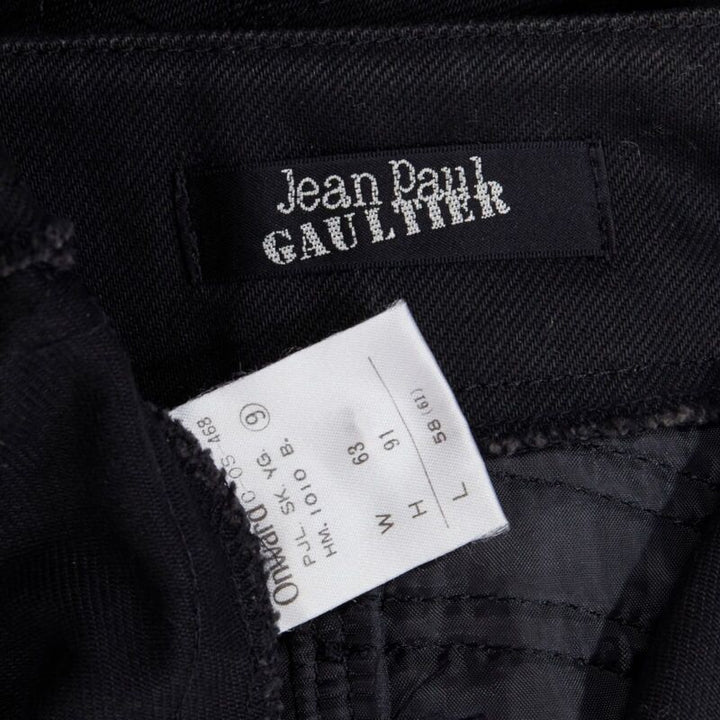 Jean Paul
GAULTIER
L 58(61)
H 91
W 63 ⑨
HM. 1010 B.
PJL. SK. YG.
C-05 468
Onward